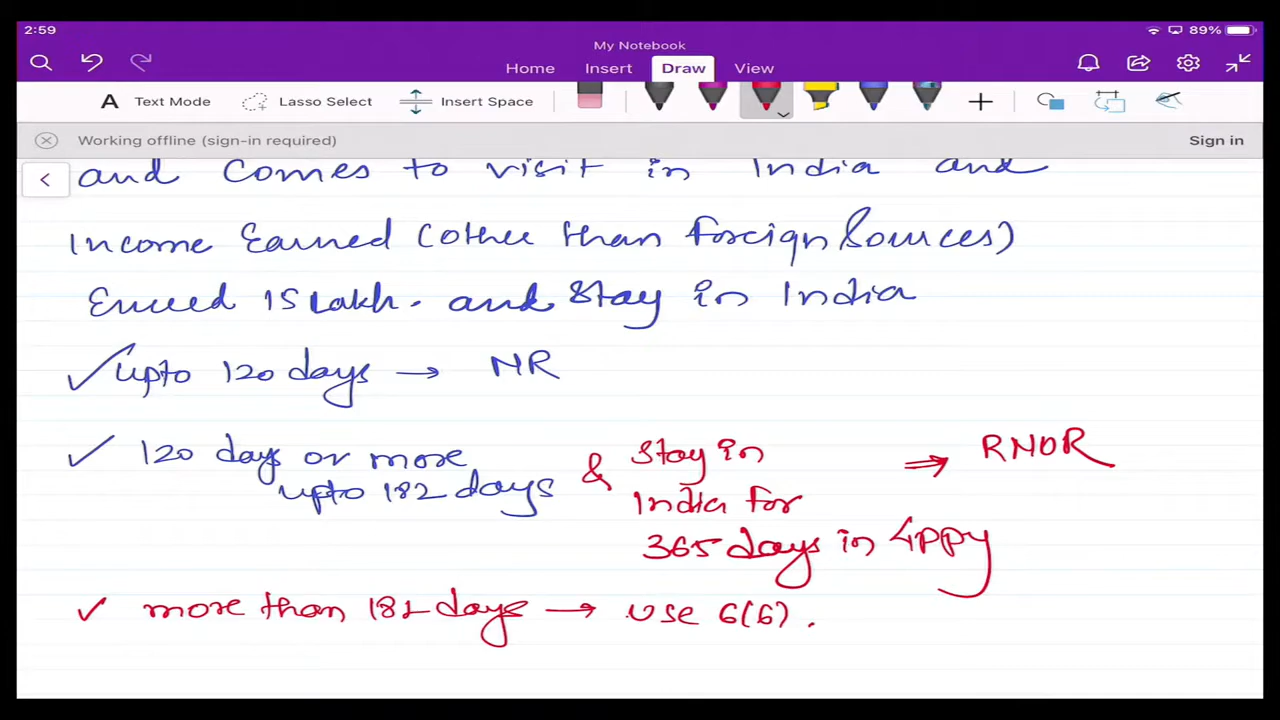 2:59
89%
My Notebook
Home Insert Draw View
A Text Mode Lasso Select Insert Space
Working offline (sign-in required) Sign in
and comes to visit in India and
Income Earned (other than foreign sources)
Exceed 15 Lakh. and stay in India
✓ upto 120 days → NR
✓ 120 days or more upto 182 days & Stay in India for 365 days in 4ppy ⇒ RNOR
✓ more than 182 days → use 6(6).